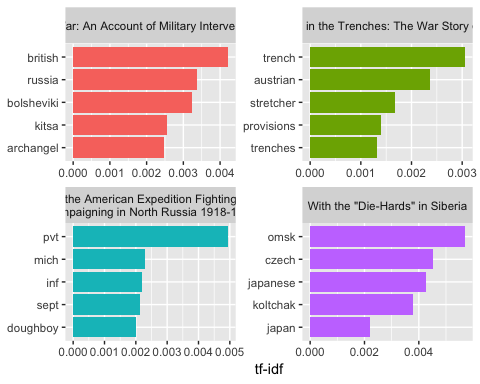 ar: An Account of Military Interve
british
russia
bolsheviki
kitsa
archangel
0.000 0.001 0.002 0.003 0.004
in the Trenches: The War Story
trench
austrian
stretcher
provisions
trenches
0.000 0.001 0.002 0.003
the American Expedition Fighting
paigning in North Russia 1918-1
pvt
mich
inf
sept
doughboy
0.000 0.001 0.002 0.003 0.004 0.005
With the "Die-Hards" in Siberia
omsk
czech
japanese
koltchak
japan
0.000 0.002 0.004
tf-idf